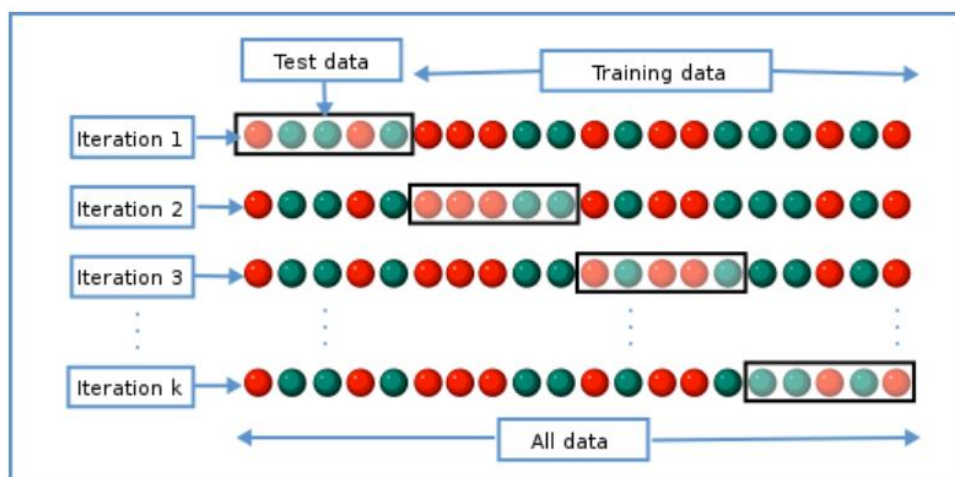 Test data
Training data
Iteration 1
Iteration 2
Iteration 3
Iteration k
All data